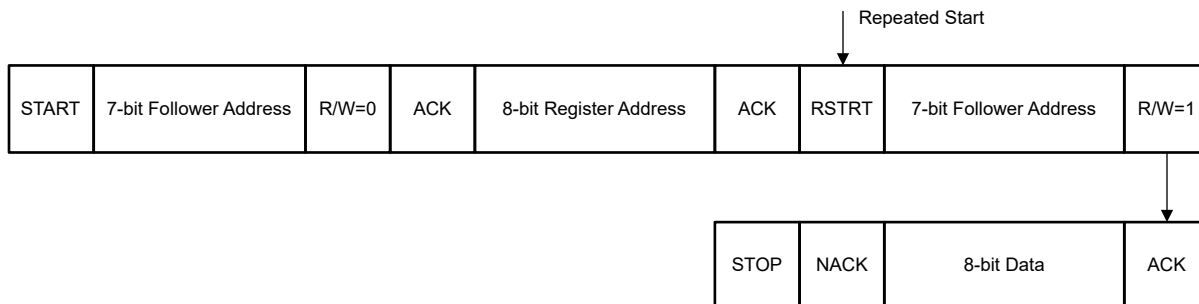 Repeated Start
START 7-bit Follower Address R/W=0 ACK 8-bit Register Address ACK RSTRT 7-bit Follower Address R/W=1
STOP NACK 8-bit Data ACK